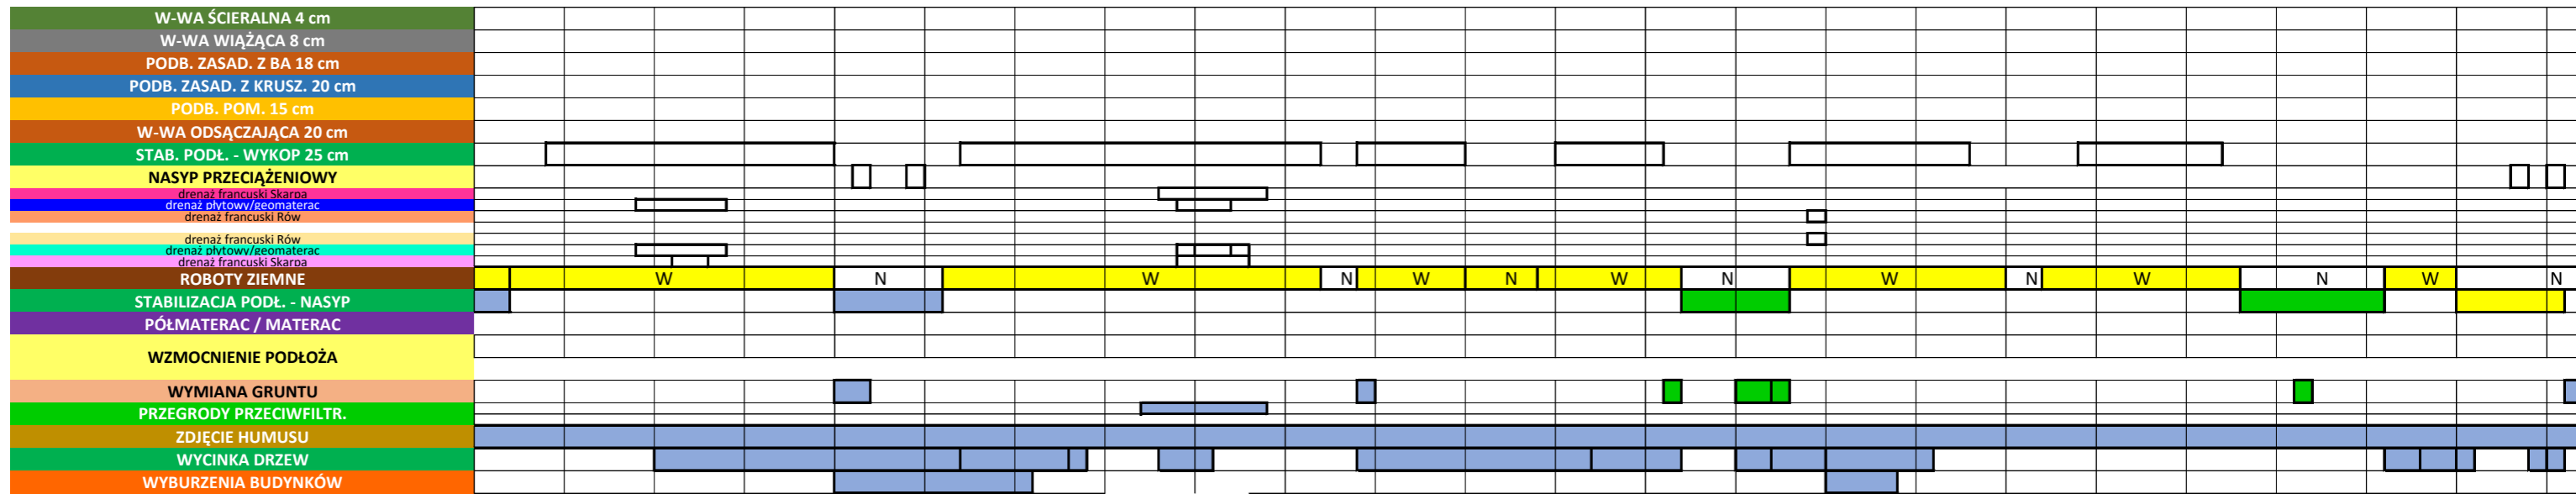 W-WA ŚCIERALNA 4 cm
W-WA WIĄŻĄCA 8 cm
PODB. ZASAD. Z BA 18 cm
PODB. ZASAD. Z KRUSZ. 20 cm
PODB. POM. 15 cm
W-WA ODSĄCZAJĄCA 20 cm
STAB. PODŁ. - WYKOP 25 cm
NASYP PRZECIĄŻENIOWY
drenaż francuski Skarpa
drenaż płytowy/geomaterac
drenaż francuski Rów
drenaż francuski Rów
drenaż płytowy/geomaterac
drenaż francuski Skarpa
ROBOTY ZIEMNE W N W N W N W N W N W N W N
STABILIZACJA PODŁ. - NASYP
PÓŁMATERAC / MATERAC
WZMOCNIENIE PODŁOŻA
WYMIANA GRUNTU
PRZEGRODY PRZECIWFILTR.
ZDJĘCIE HUMUSU
WYCINKA DRZEW
WYBURZENIA BUDYNKÓW